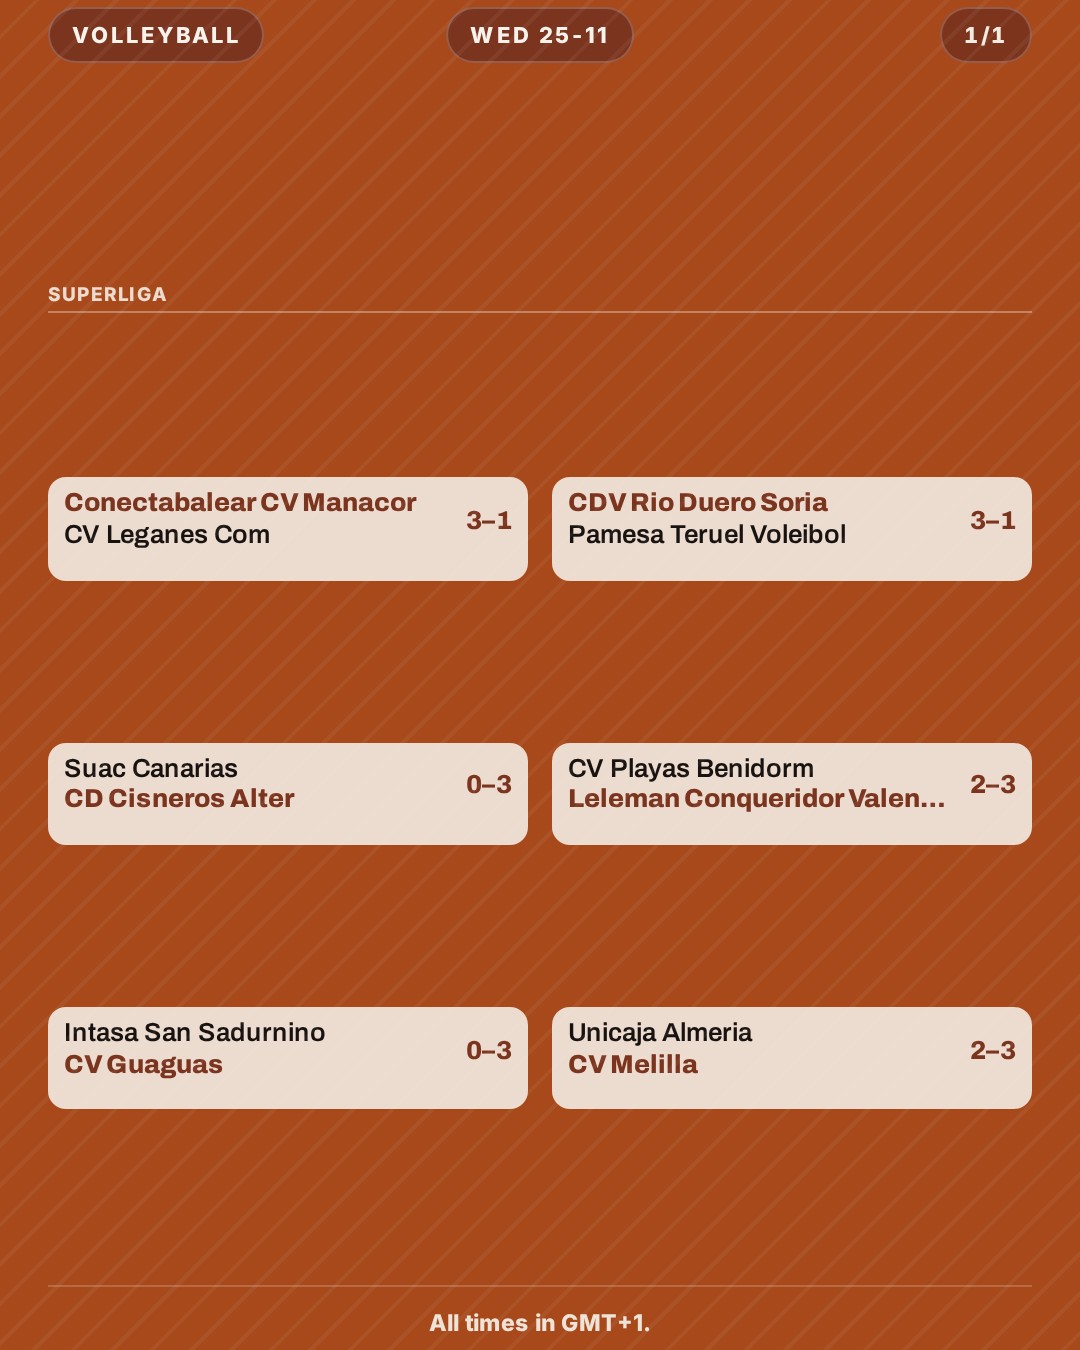 VOLLEYBALL
WED 25-11
1/1
SUPERLIGA
Conectabalear CV Manacor
CV Leganes Com
3–1
CDV Rio Duero Soria
Pamesa Teruel Voleibol
3–1
Suac Canarias
CD Cisneros Alter
0–3
CV Playas Benidorm
Leleman Conqueridor Valen...
2–3
Intasa San Sadurnino
CV Guaguas
0–3
Unicaja Almeria
CV Melilla
2–3
All times in GMT+1.